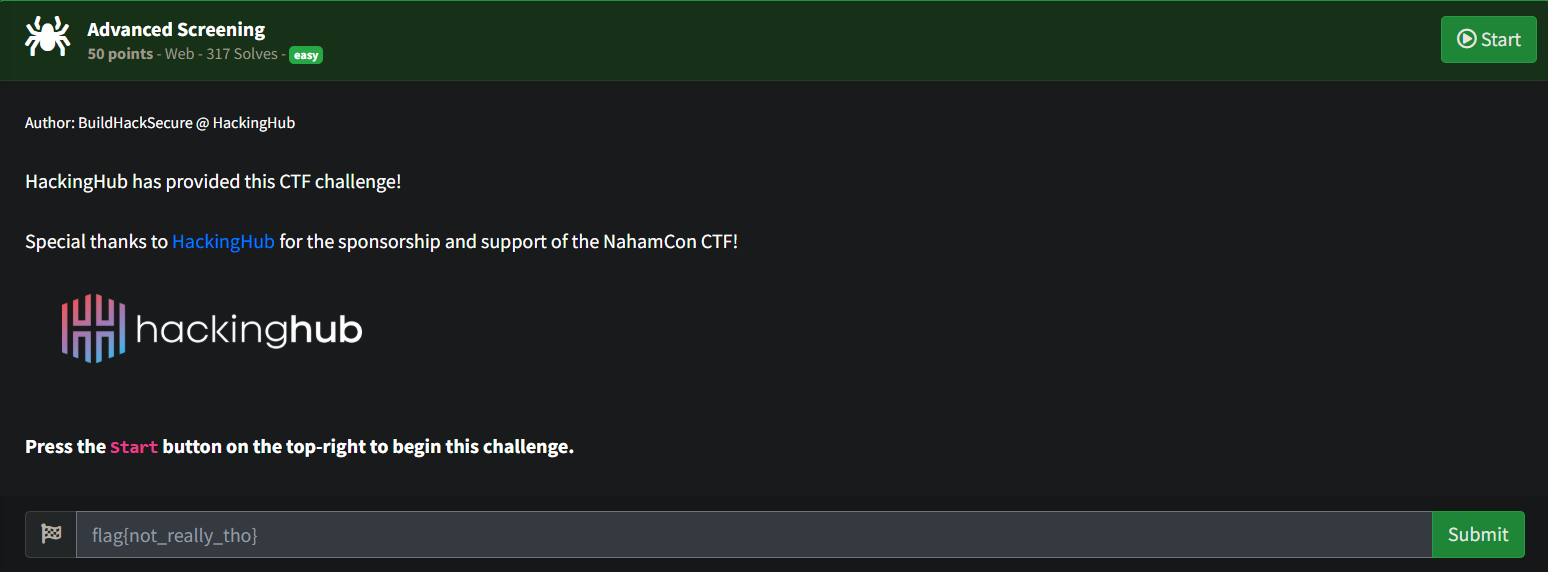 Advanced Screening
50 points - Web - 317 Solves - easy
Start
Author: BuildHackSecure @ HackingHub
HackingHub has provided this CTF challenge!
Special thanks to HackingHub for the sponsorship and support of the NahamCon CTF!
hackinghub
Press the Start button on the top-right to begin this challenge.
flag{not_really_tho}
Submit